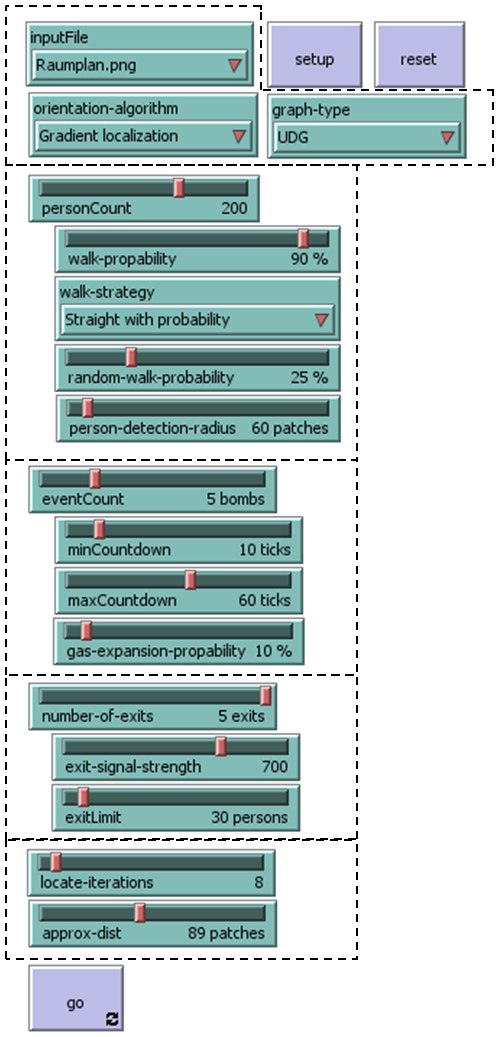 inputFile
Raumplan.png
setup
reset
orientation-algorithm
Gradient localization
graph-type
UDG
personCount 200
walk-propability 90 %
walk-strategy
Straight with probability
random-walk-probability 25 %
person-detection-radius 60 patches
eventCount 5 bombs
minCountdown 10 ticks
maxCountdown 60 ticks
gas-expansion-propability 10 %
number-of-exits 5 exits
exit-signal-strength 700
exitLimit 30 persons
locate-iterations 8
approx-dist 89 patches
go